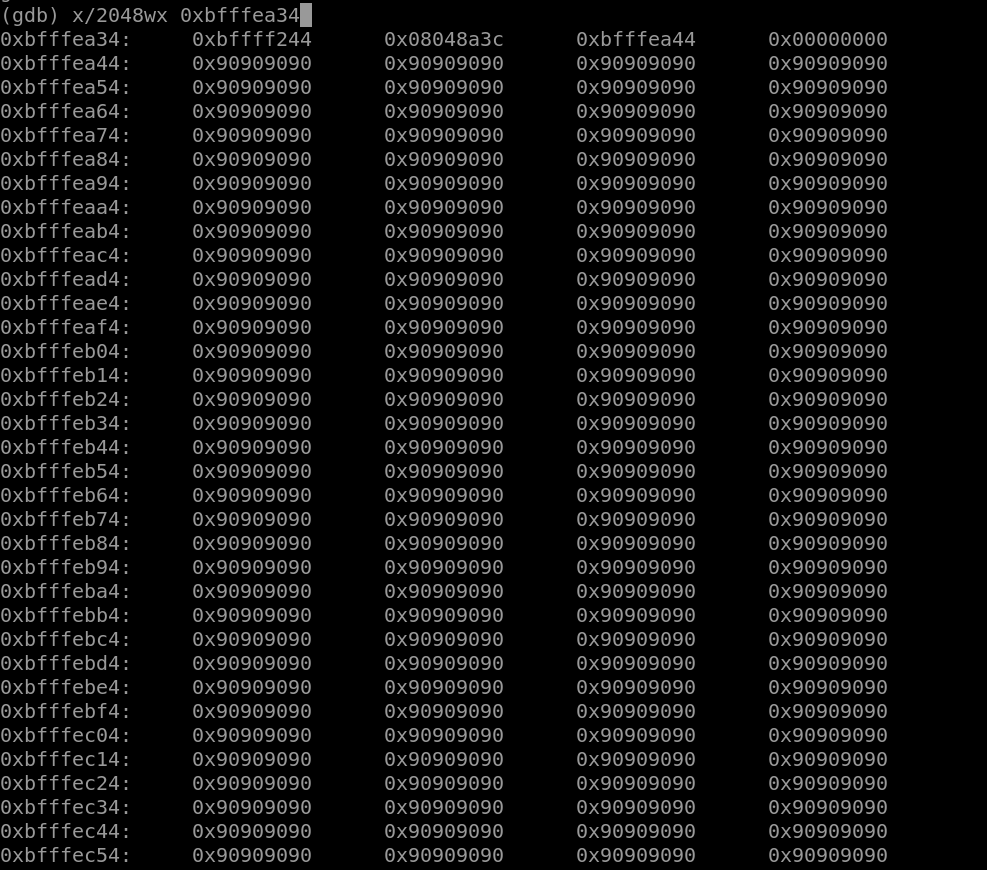 (gdb) x/2048wx 0xbfffea34
0xbfffea34: 0xbffff244 0x08048a3c 0xbfffea44 0x00000000
0xbfffea44: 0x90909090 0x90909090 0x90909090 0x90909090
0xbfffea54: 0x90909090 0x90909090 0x90909090 0x90909090
0xbfffea64: 0x90909090 0x90909090 0x90909090 0x90909090
0xbfffea74: 0x90909090 0x90909090 0x90909090 0x90909090
0xbfffea84: 0x90909090 0x90909090 0x90909090 0x90909090
0xbfffea94: 0x90909090 0x90909090 0x90909090 0x90909090
0xbfffeaa4: 0x90909090 0x90909090 0x90909090 0x90909090
0xbfffeab4: 0x90909090 0x90909090 0x90909090 0x90909090
0xbfffeac4: 0x90909090 0x90909090 0x90909090 0x90909090
0xbfffead4: 0x90909090 0x90909090 0x90909090 0x90909090
0xbfffeae4: 0x90909090 0x90909090 0x90909090 0x90909090
0xbfffeaf4: 0x90909090 0x90909090 0x90909090 0x90909090
0xbfffeb04: 0x90909090 0x90909090 0x90909090 0x90909090
0xbfffeb14: 0x90909090 0x90909090 0x90909090 0x90909090
0xbfffeb24: 0x90909090 0x90909090 0x90909090 0x90909090
0xbfffeb34: 0x90909090 0x90909090 0x90909090 0x90909090
0xbfffeb44: 0x90909090 0x90909090 0x90909090 0x90909090
0xbfffeb54: 0x90909090 0x90909090 0x90909090 0x90909090
0xbfffeb64: 0x90909090 0x90909090 0x90909090 0x90909090
0xbfffeb74: 0x90909090 0x90909090 0x90909090 0x90909090
0xbfffeb84: 0x90909090 0x90909090 0x90909090 0x90909090
0xbfffeb94: 0x90909090 0x90909090 0x90909090 0x90909090
0xbfffeba4: 0x90909090 0x90909090 0x90909090 0x90909090
0xbfffebb4: 0x90909090 0x90909090 0x90909090 0x90909090
0xbfffebc4: 0x90909090 0x90909090 0x90909090 0x90909090
0xbfffebd4: 0x90909090 0x90909090 0x90909090 0x90909090
0xbfffebe4: 0x90909090 0x90909090 0x90909090 0x90909090
0xbfffebf4: 0x90909090 0x90909090 0x90909090 0x90909090
0xbfffec04: 0x90909090 0x90909090 0x90909090 0x90909090
0xbfffec14: 0x90909090 0x90909090 0x90909090 0x90909090
0xbfffec24: 0x90909090 0x90909090 0x90909090 0x90909090
0xbfffec34: 0x90909090 0x90909090 0x90909090 0x90909090
0xbfffec44: 0x90909090 0x90909090 0x90909090 0x90909090
0xbfffec54: 0x90909090 0x90909090 0x90909090 0x90909090